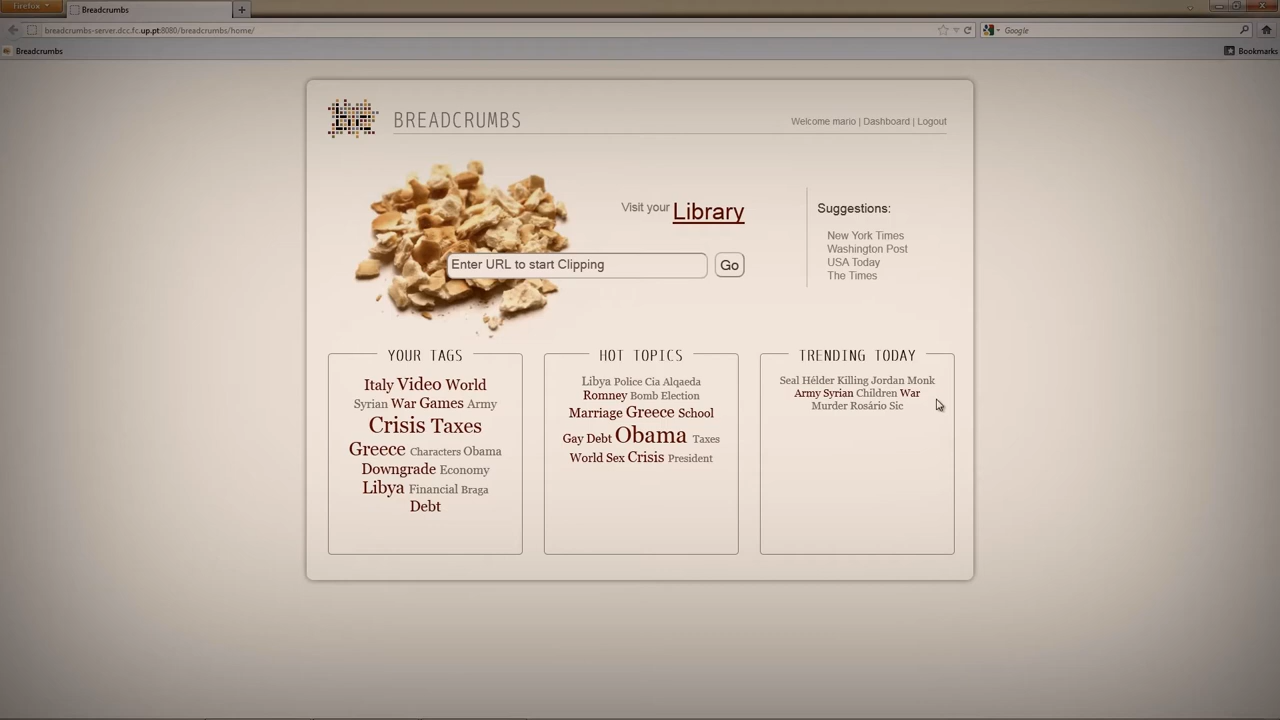 Firefox
Breadcrumbs
breadcrumbs-server.dcc.fc.up.pt:8080/breadcrumbs/home/
Google
Breadcrumbs
Bookmarks
BREADCRUMBS
Welcome mario | Dashboard | Logout
Visit your Library
Enter URL to start Clipping
Go
Suggestions:
New York Times
Washington Post
USA Today
The Times
YOUR TAGS
Italy Video World
Syrian War Games Army
Crisis Taxes
Greece Characters Obama
Downgrade Economy
Libya Financial Braga
Debt
HOT TOPICS
Libya Police Cia Alqaeda
Romney Bomb Election
Marriage Greece School
Gay Debt Obama Taxes
World Sex Crisis President
TRENDING TODAY
Seal Hélder Killing Jordan Monk
Army Syrian Children War
Murder Rosário Sic